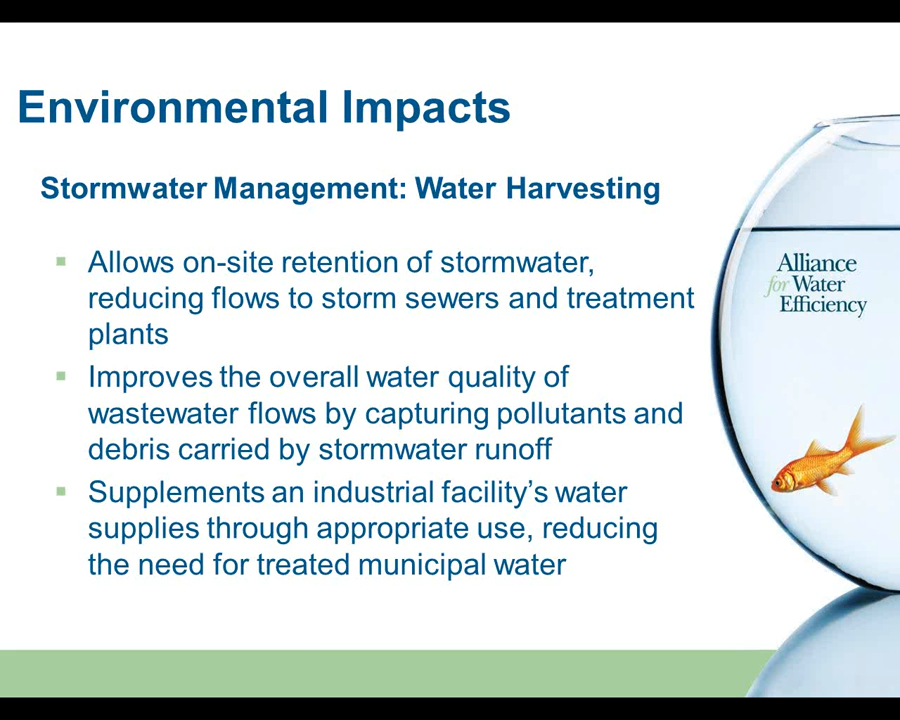 Environmental Impacts
Stormwater Management: Water Harvesting
Allows on-site retention of stormwater,
reducing flows to storm sewers and treatment
plants
Improves the overall water quality of
wastewater flows by capturing pollutants and
debris carried by stormwater runoff
Supplements an industrial facility’s water
supplies through appropriate use, reducing
the need for treated municipal water
Alliance
for Water
Efficiency